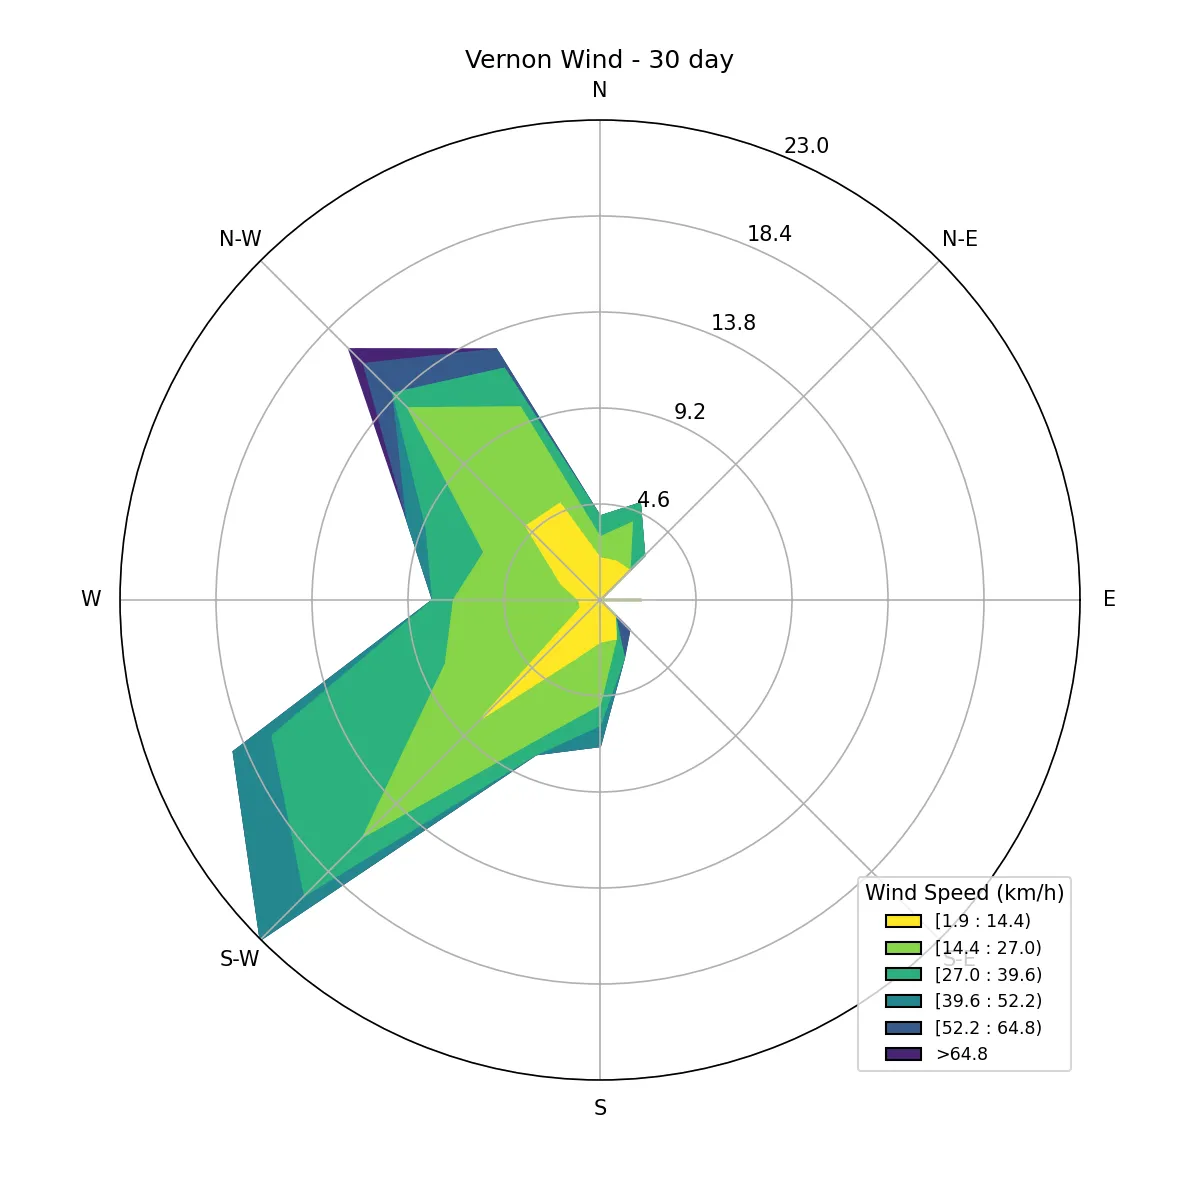 Vernon Wind - 30 day
N
23.0
N-W
18.4
N-E
13.8
9.2
4.6
W
E
S-W
S-E
S
Wind Speed (km/h)
[1.9 : 14.4)
[14.4 : 27.0)
[27.0 : 39.6)
[39.6 : 52.2)
[52.2 : 64.8)
>64.8